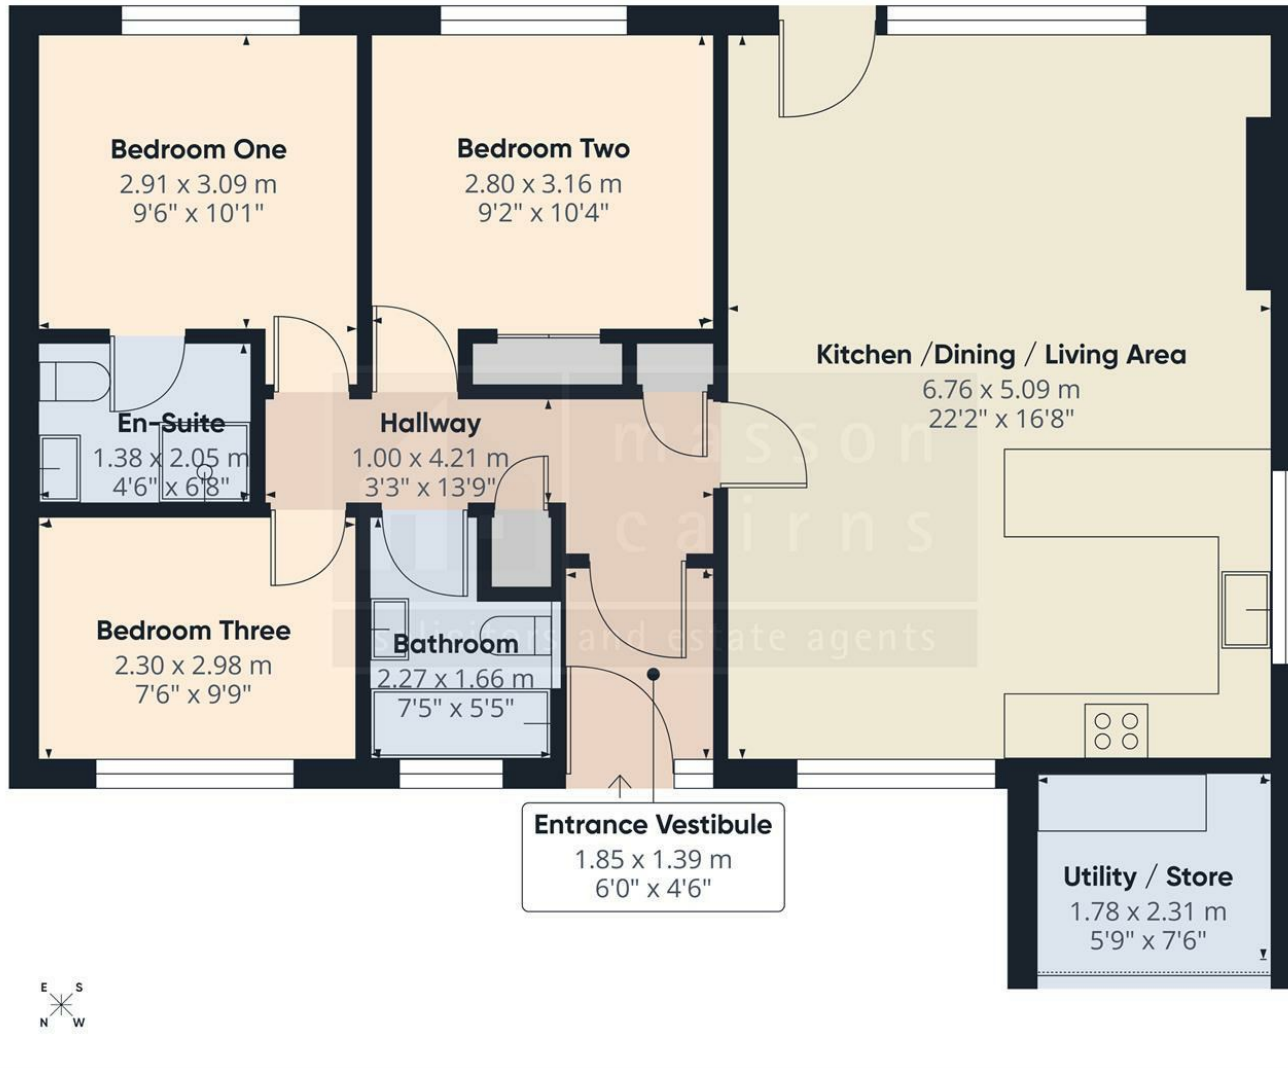 Bedroom One
2.91 x 3.09 m
9'6" x 10'1"
Bedroom Two
2.80 x 3.16 m
9'2" x 10'4"
Kitchen / Dining / Living Area
6.76 x 5.09 m
22'2" x 16'8"
En-Suite
1.38 x 2.05 m
4'6" x 6'8"
Hallway
1.00 x 4.21 m
3'3" x 13'9"
masson
cairns
solicitors and estate agents
Bedroom Three
2.30 x 2.98 m
7'6" x 9'9"
Bathroom
2.27 x 1.66 m
7'5" x 5'5"
Entrance Vestibule
1.85 x 1.39 m
6'0" x 4'6"
Utility / Store
1.78 x 2.31 m
5'9" x 7'6"
E S
N W